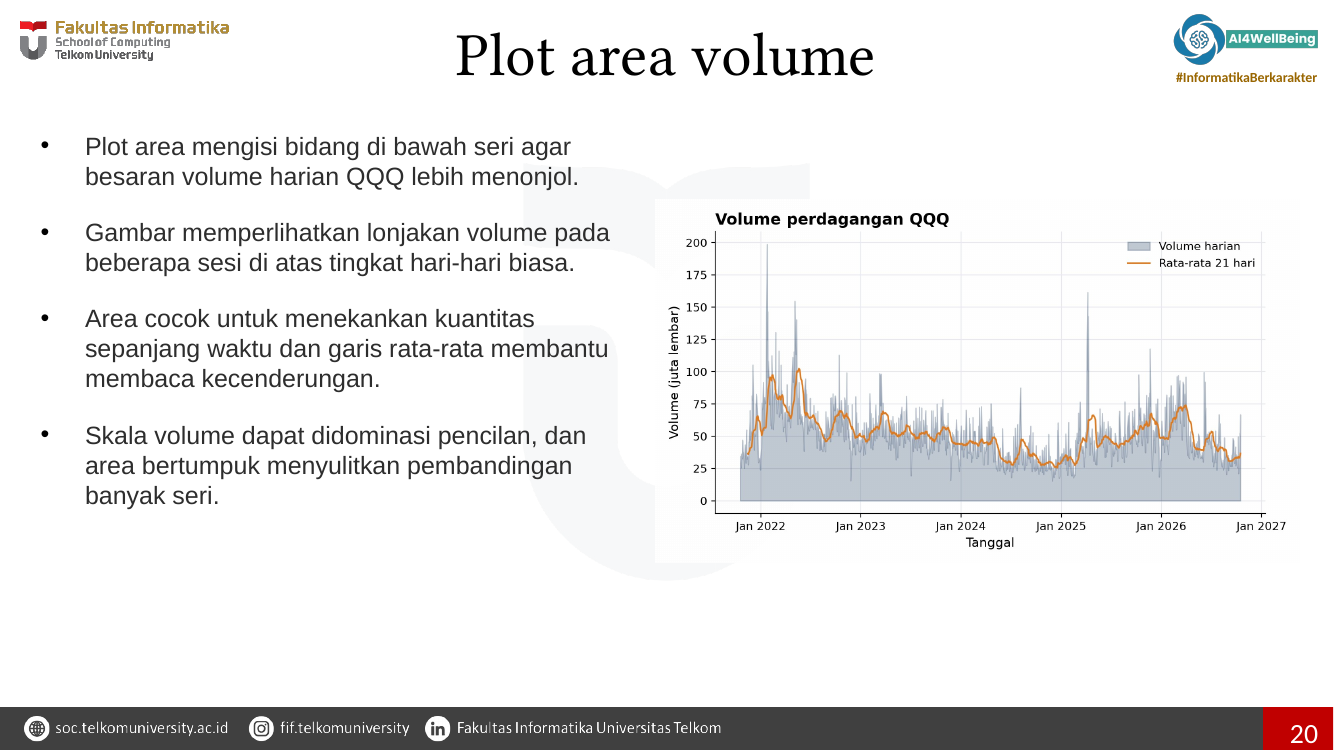 Fakultas Informatika
School of Computing
Telkom University
Plot area volume
AI4WellBeing
#InformatikaBerkarakter
• Plot area mengisi bidang di bawah seri agar
besaran volume harian QQQ lebih menonjol.
• Gambar memperlihatkan lonjakan volume pada
beberapa sesi di atas tingkat hari-hari biasa.
• Area cocok untuk menekankan kuantitas
sepanjang waktu dan garis rata-rata membantu
membaca kecenderungan.
• Skala volume dapat didominasi pencilan, dan
area bertumpuk menyulitkan pembandingan
banyak seri.
Volume perdagangan QQQ
Volume harian
Rata-rata 21 hari
Volume (juta lembar)
200
175
150
125
100
75
50
25
0
Jan 2022 Jan 2023 Jan 2024 Jan 2025 Jan 2026 Jan 2027
Tanggal
soc.telkomuniversity.ac.id fif.telkomuniversity Fakultas Informatika Universitas Telkom
20